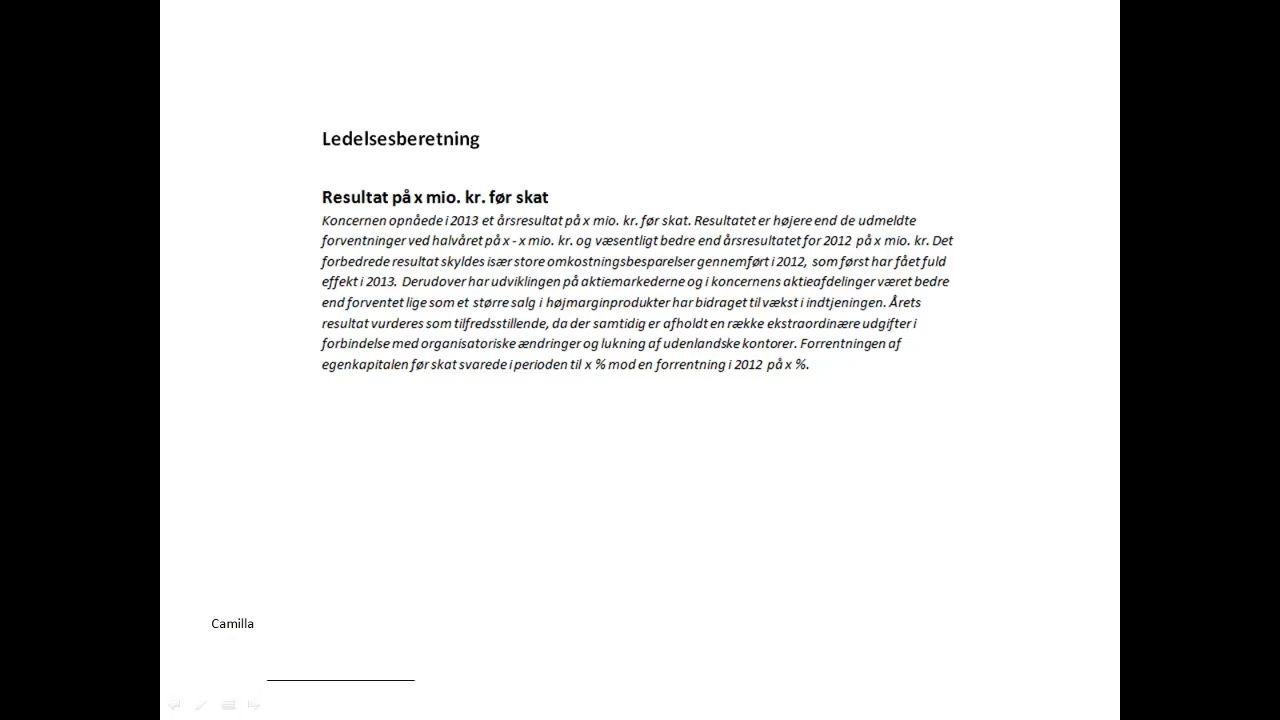 Ledelsesberetning
Resultat på x mio. kr. før skat
Koncernen opnåede i 2013 et årsresultat på x mio. kr. før skat. Resultatet er højere end de udmeldte
forventninger ved halvåret på x - x mio. kr. og væsentligt bedre end årsresultatet for 2012 på x mio. kr. Det
forbedrede resultat skyldes især store omkostningsbesparelser gennemført i 2012, som først har fået fuld
effekt i 2013. Derudover har udviklingen på aktiemarkederne og i koncernens aktieafdelinger været bedre
end forventet lige som et større salg i højmarginprodukter har bidraget til vækst i indtjeningen. Årets
resultat vurderes som tilfredsstillende, da der samtidig er afholdt en række ekstraordinære udgifter i
forbindelse med organisatoriske ændringer og lukning af udenlandske kontorer. Forrentningen af
egenkapitalen før skat svarede i perioden til x % mod en forrentning i 2012 på x %.
Camilla